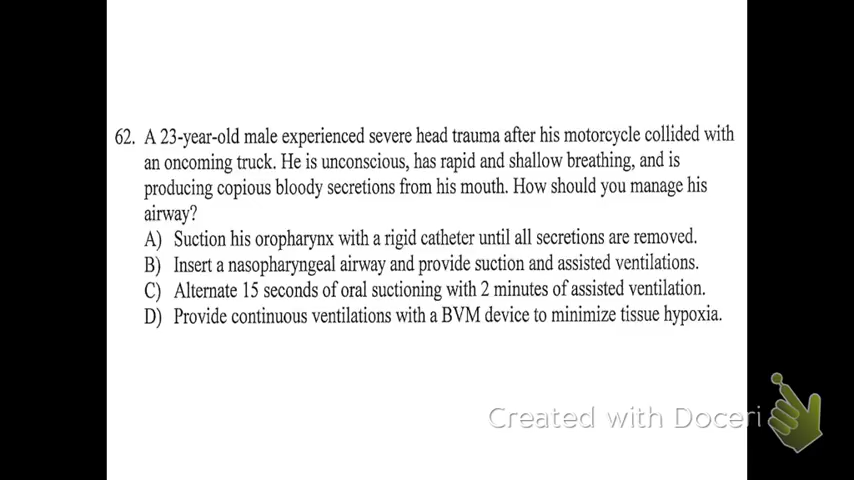 62. A 23-year-old male experienced severe head trauma after his motorcycle collided with
an oncoming truck. He is unconscious, has rapid and shallow breathing, and is
producing copious bloody secretions from his mouth. How should you manage his
airway?
A) Suction his oropharynx with a rigid catheter until all secretions are removed.
B) Insert a nasopharyngeal airway and provide suction and assisted ventilations.
C) Alternate 15 seconds of oral suctioning with 2 minutes of assisted ventilation.
D) Provide continuous ventilations with a BVM device to minimize tissue hypoxia.
Created with Doceri